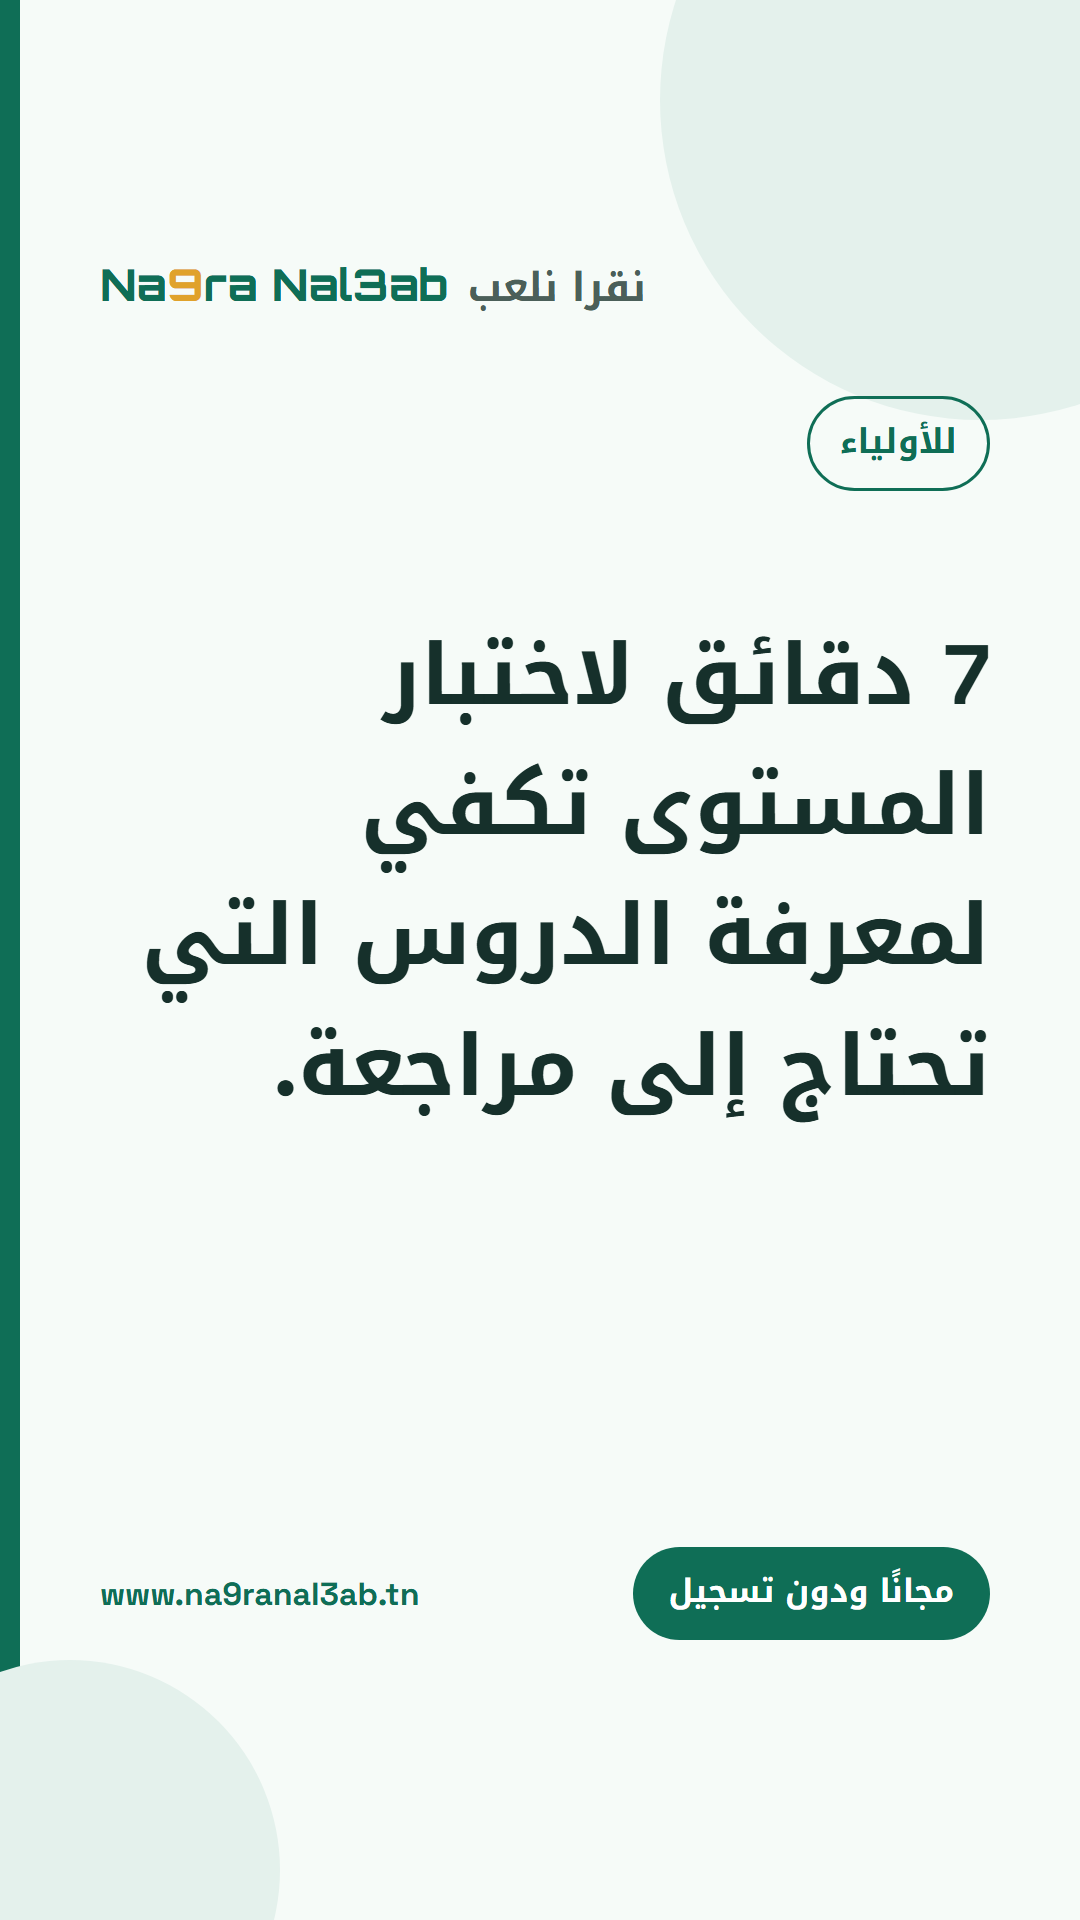 Na9ra Nal3ab نقرا نلعب
للأولياء
7 دقائق لاختبار
المستوى تكفي
لمعرفة الدروس التي
تحتاج إلى مراجعة.
مجانًا ودون تسجيل
www.na9ranal3ab.tn